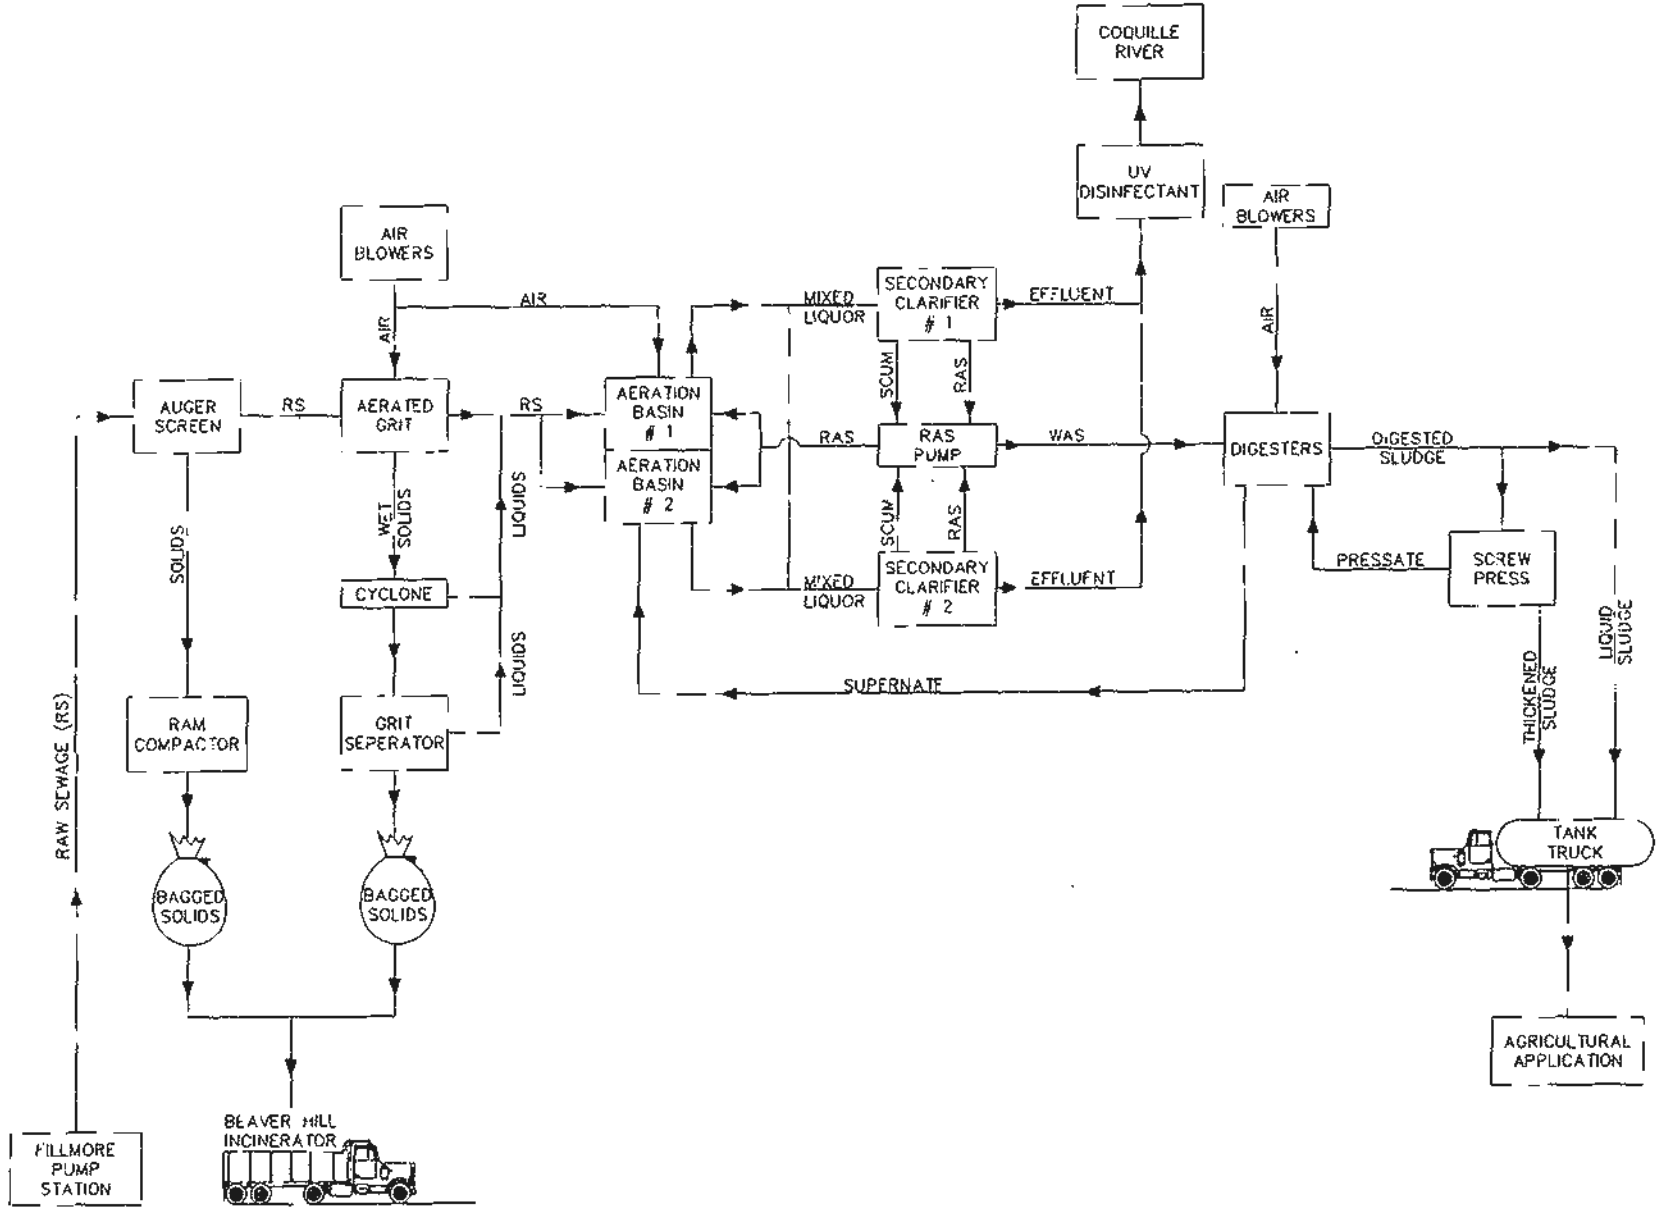 COQUILLE
RIVER
UV
DISINFECTANT
AIR
BLOWERS
AIR
BLOWERS
AIR
AIR
AIR
SECONDARY
CLARIFIER
# 1
MIXED
LIQUOR
EFFLUENT
SCUM
RAS
AUGER
SCREEN
RS
AERATED
GRIT
RS
AERATION
BASIN
# 1
AERATION
BASIN
# 2
RAS
RAS
PUMP
WAS
DIGESTERS
DIGESTED
SLUDGE
SOLIDS
WET
SOLIDS
LIQUIDS
SCUM
RAS
CYCLONE
MIXED
LIQUOR
SECONDARY
CLARIFIER
# 2
EFFLUENT
PRESSATE
SCREW
PRESS
LIQUIDS
SUPERNATE
THICKENED
SLUDGE
LIQUID
SLUDGE
RAW SEWAGE (RS)
RAM
COMPACTOR
GRIT
SEPERATOR
BAGGED
SOLIDS
BAGGED
SOLIDS
TANK
TRUCK
AGRICULTURAL
APPLICATION
BEAVER HILL
INCINERATOR
FILLMORE
PUMP
STATION